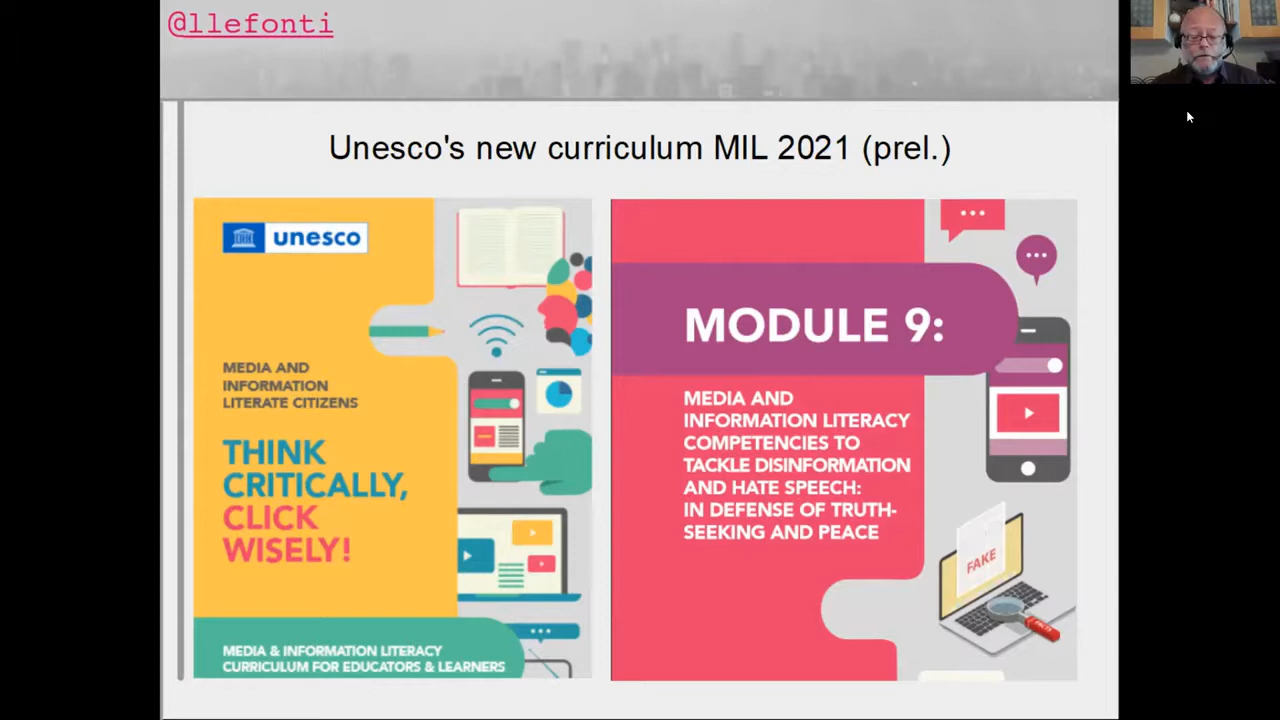 @llefonti
Unesco's new curriculum MIL 2021 (prel.)
unesco
MEDIA AND
INFORMATION
LITERATE CITIZENS
THINK
CRITICALLY,
CLICK
WISELY!
MEDIA & INFORMATION LITERACY
CURRICULUM FOR EDUCATORS & LEARNERS
MODULE 9:
MEDIA AND
INFORMATION LITERACY
COMPETENCIES TO
TACKLE DISINFORMATION
AND HATE SPEECH:
IN DEFENSE OF TRUTH-
SEEKING AND PEACE
FAKE
FACTS